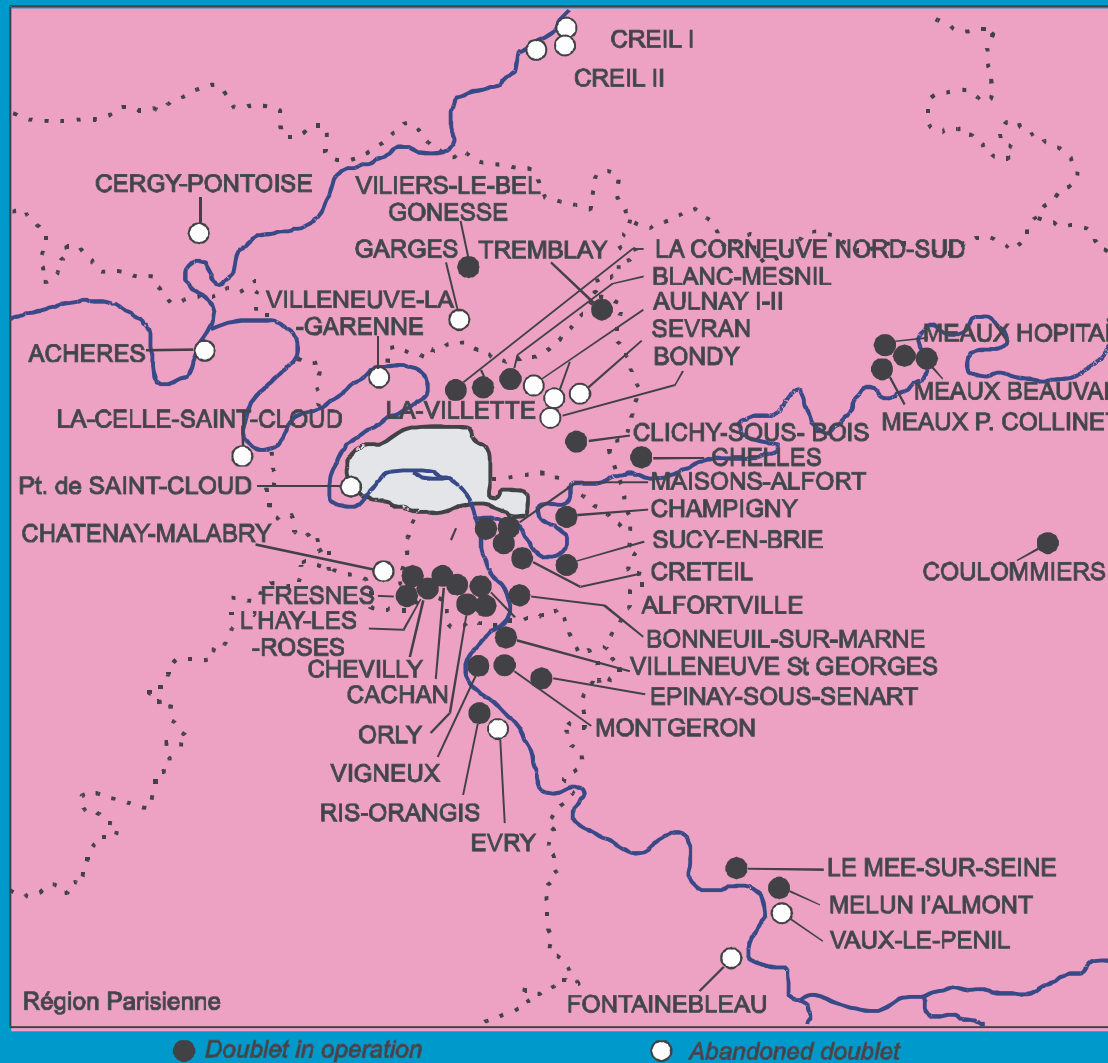 CREIL I
CREIL II
CERGY-PONTOISE
VILIERS-LE-BEL
GONESSE
GARGES
TREMBLAY
LA CORNEUVE NORD-SUD
BLANC-MESNIL
VILLENEUVE-LA
-GARENNE
AULNAY I-II
SEVRAN
BONDY
ACHERES
MEAUX HOPITA
MEAUX BEAUVA
MEAUX P. COLLINET
LA-CELLE-SAINT-CLOUD
LA-VILLETTE
CLICHY-SOUS- BOIS
CHELLES
Pt. de SAINT-CLOUD
MAISONS-ALFORT
CHAMPIGNY
CHATENAY-MALABRY
SUCY-EN-BRIE
CRETEIL
COULOMMIERS
FRESNES
ALFORTVILLE
L'HAY-LES
-ROSES
BONNEUIL-SUR-MARNE
CHEVILLY
VILLENEUVE St GEORGES
CACHAN
EPINAY-SOUS-SENART
ORLY
MONTGERON
VIGNEUX
RIS-ORANGIS
EVRY
LE MEE-SUR-SEINE
MELUN l'ALMONT
VAUX-LE-PENIL
FONTAINEBLEAU
Région Parisienne
Doublet in operation
Abandoned doublet